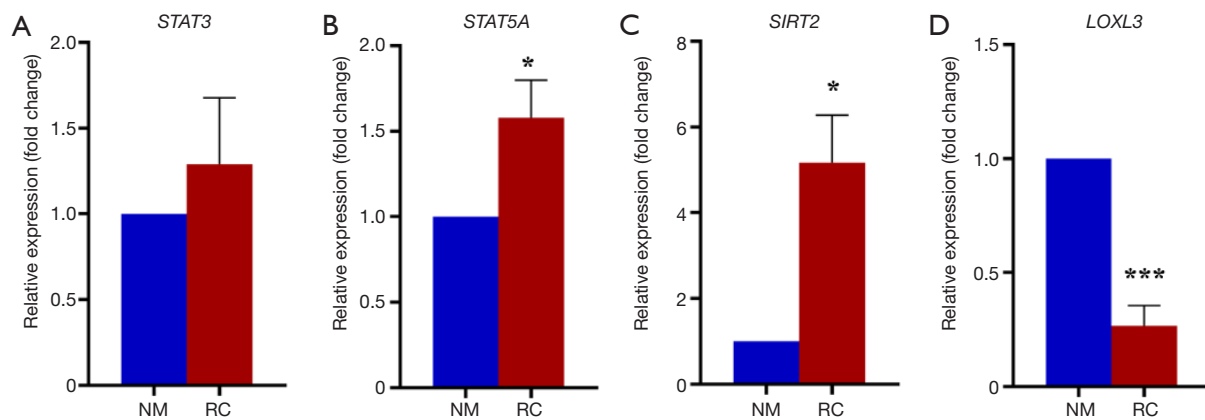 A
STAT3
Relative expression (fold change)
2.0
1.5
1.0
0.5
0
NM RC
B
STAT5A
Relative expression (fold change)
2.0
1.5
1.0
0.5
0.0
*
NM RC
C
SIRT2
Relative expression (fold change)
8
6
4
2
0
*
NM RC
D
LOXL3
Relative expression (fold change)
1.5
1.0
0.5
0
***
NM RC